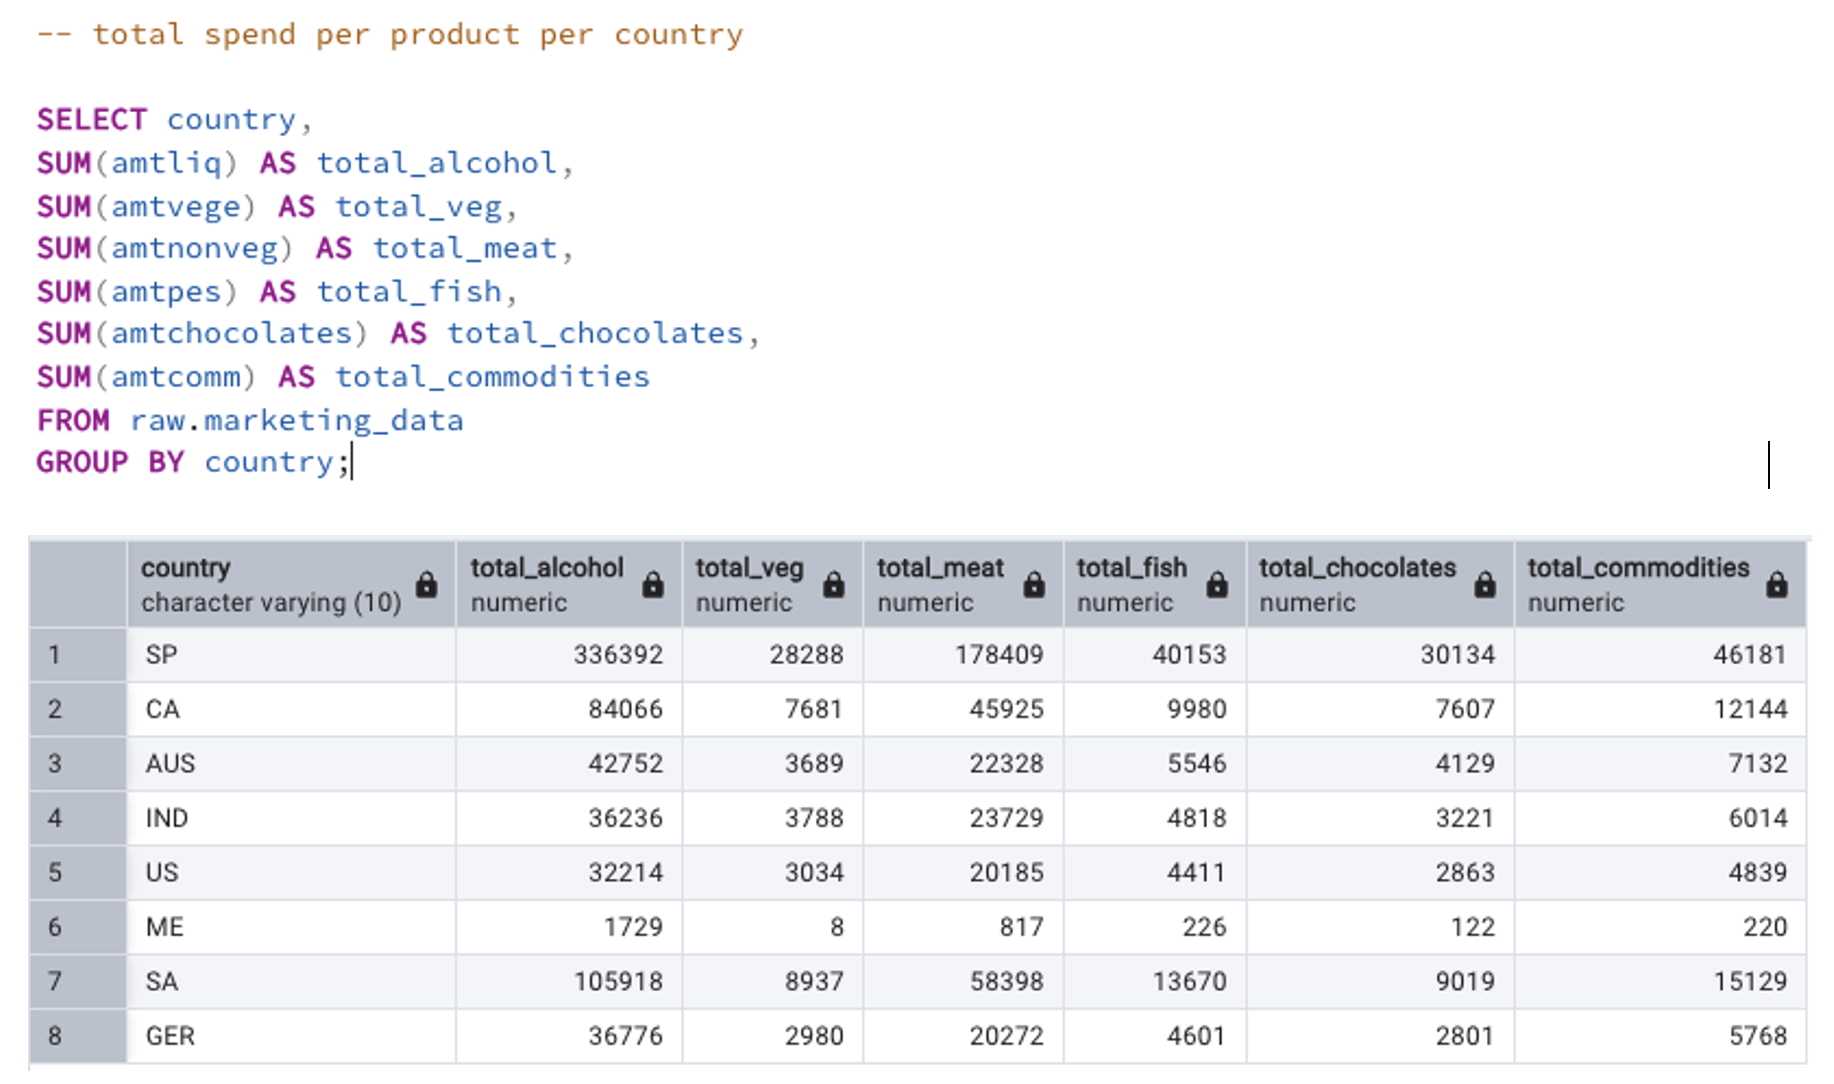 -- total spend per product per country
SELECT country,
SUM(amtliq) AS total_alcohol,
SUM(amtvege) AS total_veg,
SUM(amtnonveg) AS total_meat,
SUM(amtpes) AS total_fish,
SUM(amtchocolates) AS total_chocolates,
SUM(amtcomm) AS total_commodities
FROM raw.marketing_data
GROUP BY country;
country total_alcohol total_veg total_meat total_fish total_chocolates total_commodities
character varying (10) numeric numeric numeric numeric numeric numeric
1 SP 336392 28288 178409 40153 30134 46181
2 CA 84066 7681 45925 9980 7607 12144
3 AUS 42752 3689 22328 5546 4129 7132
4 IND 36236 3788 23729 4818 3221 6014
5 US 32214 3034 20185 4411 2863 4839
6 ME 1729 8 817 226 122 220
7 SA 105918 8937 58398 13670 9019 15129
8 GER 36776 2980 20272 4601 2801 5768